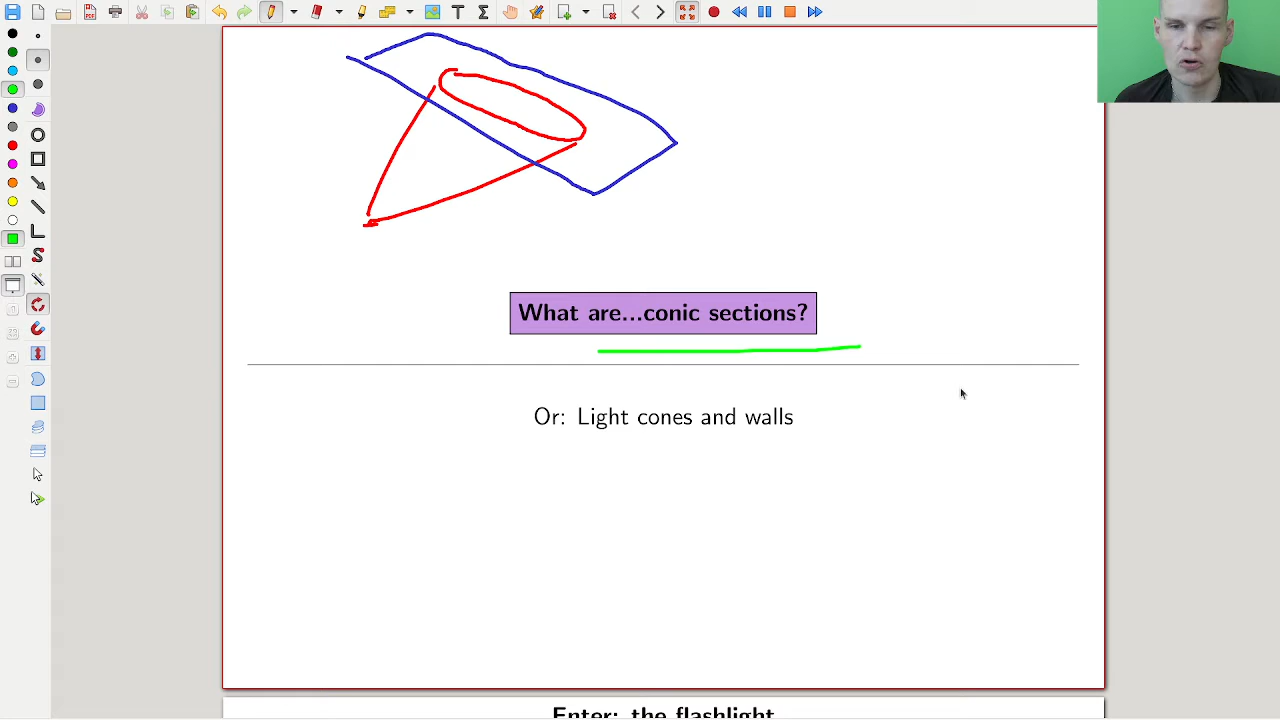 What are...conic sections?
Or: Light cones and walls
Enter: the flashlight